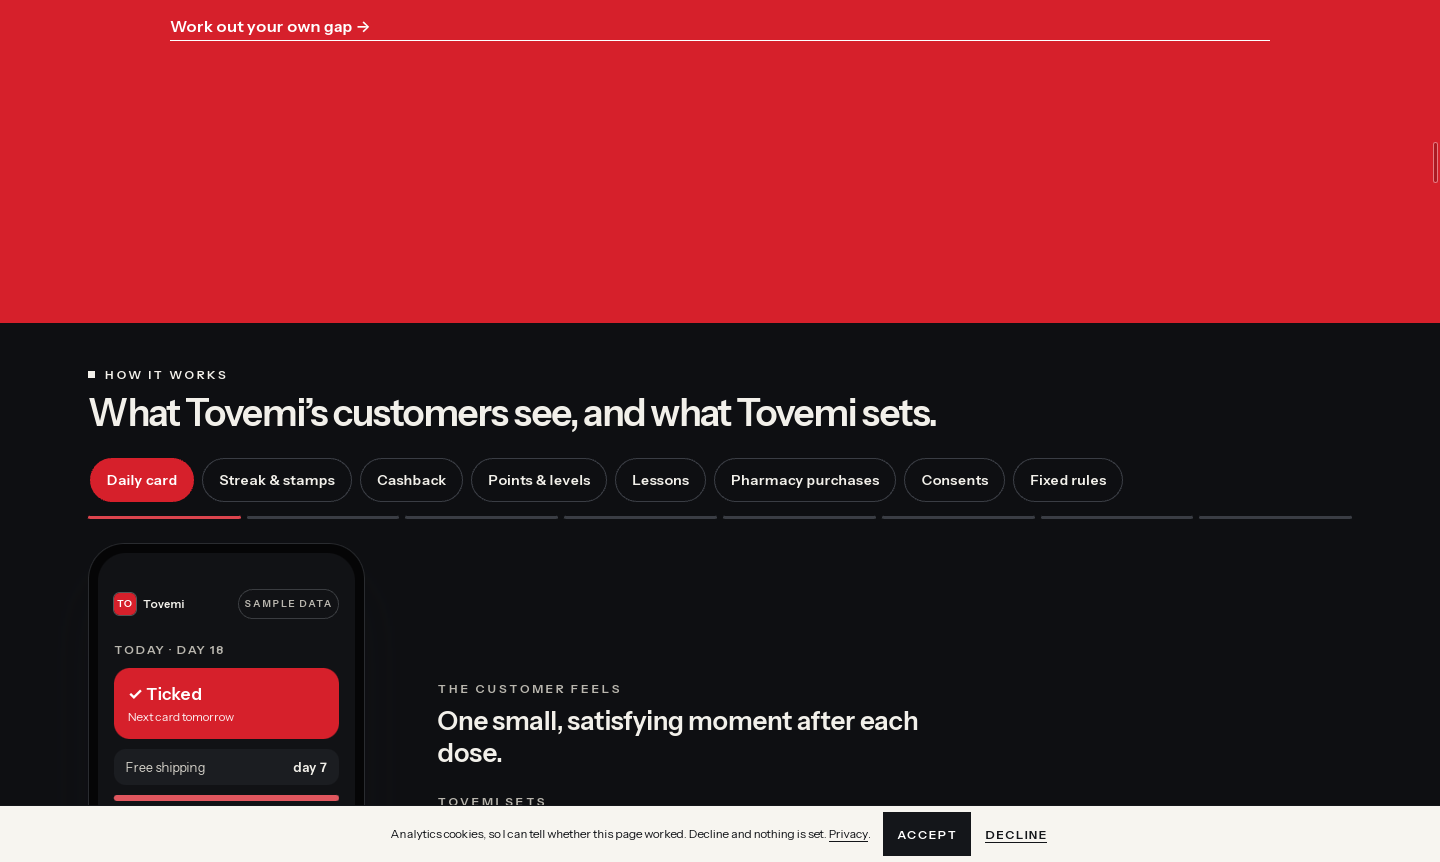 Work out your own gap →
HOW IT WORKS
What Tovemi’s customers see, and what Tovemi sets.
Daily card
Streak & stamps
Cashback
Points & levels
Lessons
Pharmacy purchases
Consents
Fixed rules
TO
Tovemi
SAMPLE DATA
TODAY · DAY 18
✓ Ticked
Next card tomorrow
Free shipping
day 7
THE CUSTOMER FEELS
One small, satisfying moment after each
dose.
TOVEMI SETS
Analytics cookies, so I can tell whether this page worked. Decline and nothing is set. Privacy.
ACCEPT
DECLINE